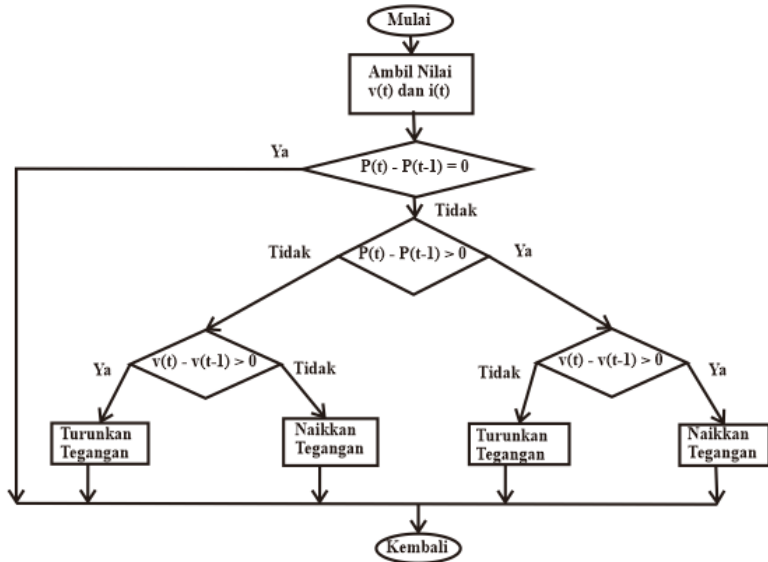 Mulai
Ambil Nilai
v(t) dan i(t)
Ya
P(t) - P(t-1) = 0
Tidak
Tidak
P(t) - P(t-1) > 0
Ya
Ya
v(t) - v(t-1) > 0
Tidak
Tidak
v(t) - v(t-1) > 0
Ya
Turunkan
Tegangan
Naikkan
Tegangan
Turunkan
Tegangan
Naikkan
Tegangan
Kembali